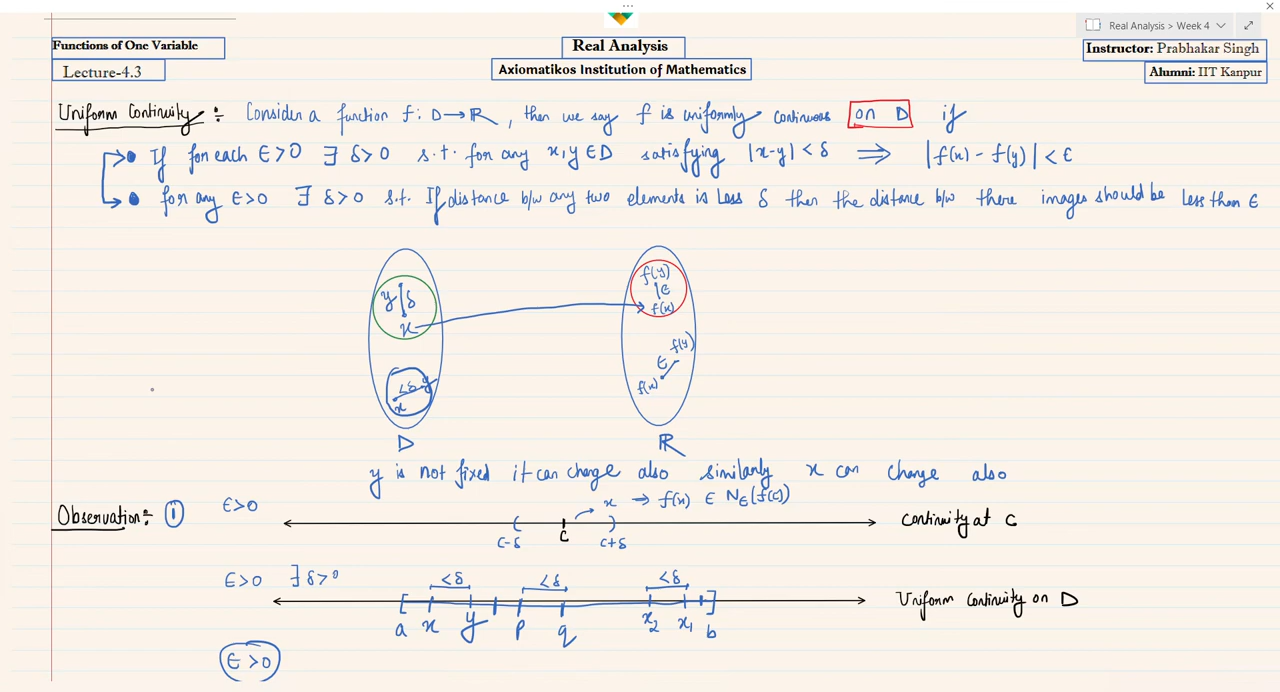 Real Analysis > Week 4
Functions of One Variable
Real Analysis
Instructor: Prabhakar Singh
Lecture-4.3
Axiomatikos Institution of Mathematics
Alumni: IIT Kanpur
Uniform Continuity :- Consider a function f: D→ℝ, then we say f is uniformly continuous on D if
• If for each ε>0 ∃ δ>0 s.t. for any x,y ∈ D satisfying |x-y| < δ ⟹ |f(x) - f(y)| < ε
• for any ε>0 ∃ δ>0 s.t. If distance b/w any two elements is Less δ then the distance b/w there images should be less than ε
y δ
x
f(y)
ε
f(x)
<δ y
x
f(y)
ε
f(x)
D
ℝ
y is not fixed it can change also similarly x can change also
Observation:- ①
ε>0
x → f(x) ∈ Nε(f(c))
c-δ c c+δ
Continuity at c
ε>0 ∃ δ>0
<δ <δ <δ
a x y p q x₂ x₁ b
Uniform continuity on D
ε>0